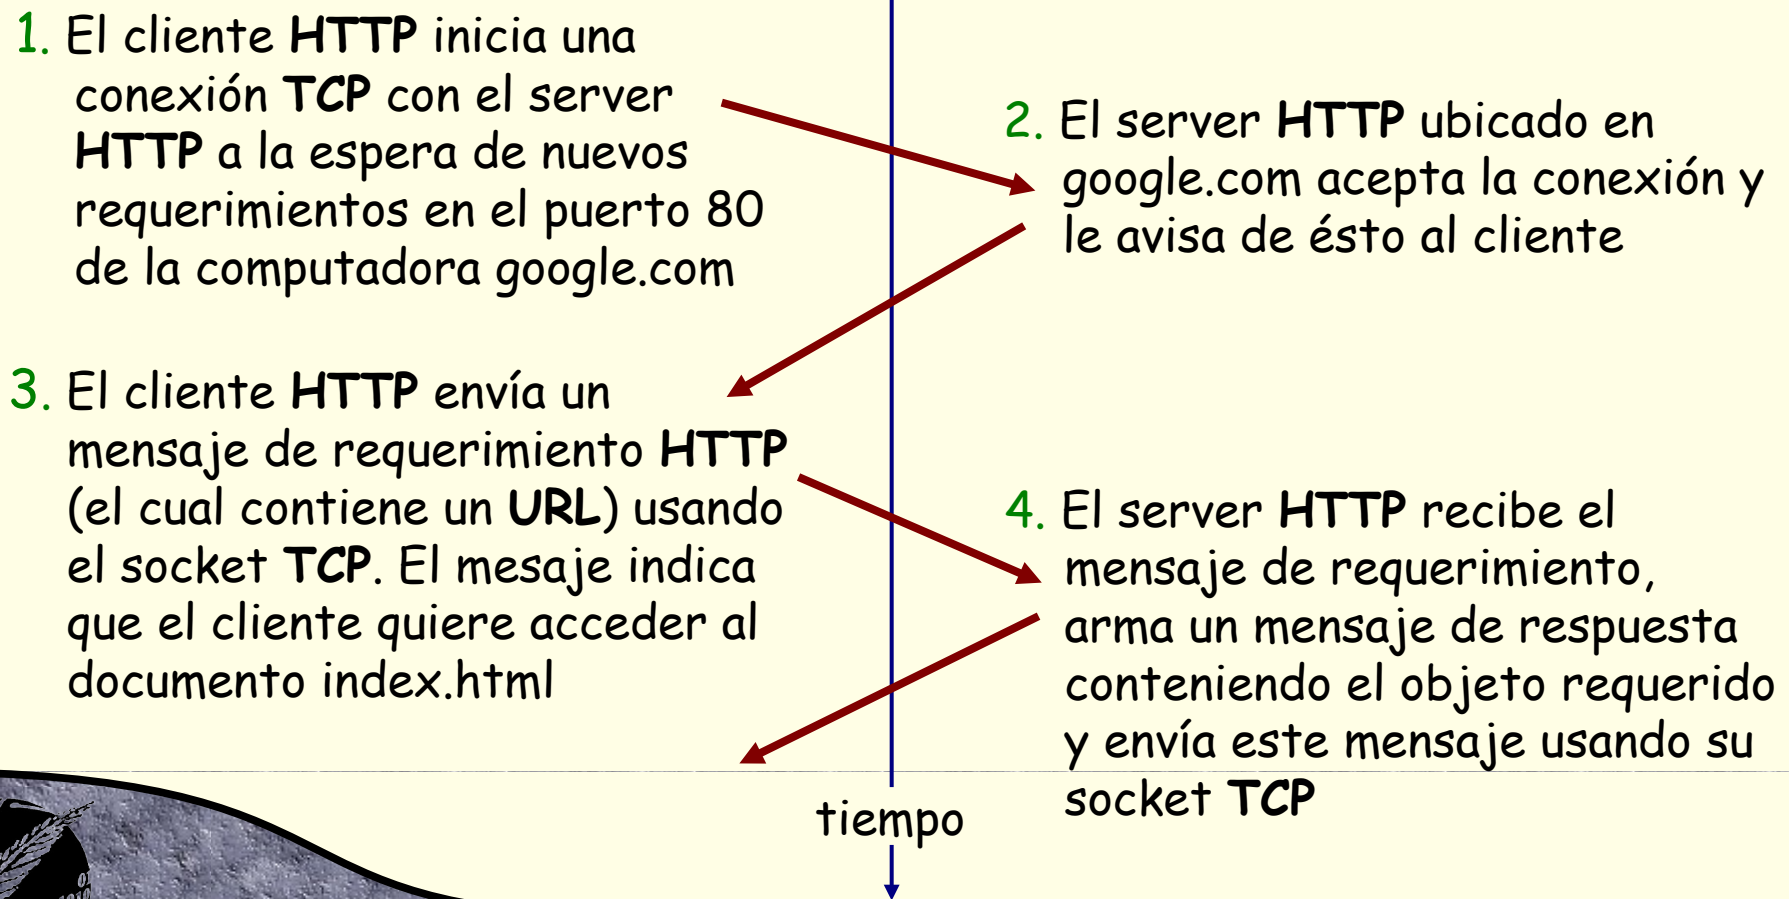 1. El cliente HTTP inicia una
conexión TCP con el server
HTTP a la espera de nuevos
requerimientos en el puerto 80
de la computadora google.com
2. El server HTTP ubicado en
google.com acepta la conexión y
le avisa de ésto al cliente
3. El cliente HTTP envía un
mensaje de requerimiento HTTP
(el cual contiene un URL) usando
el socket TCP. El mesaje indica
que el cliente quiere acceder al
documento index.html
4. El server HTTP recibe el
mensaje de requerimiento,
arma un mensaje de respuesta
conteniendo el objeto requerido
y envía este mensaje usando su
socket TCP
tiempo